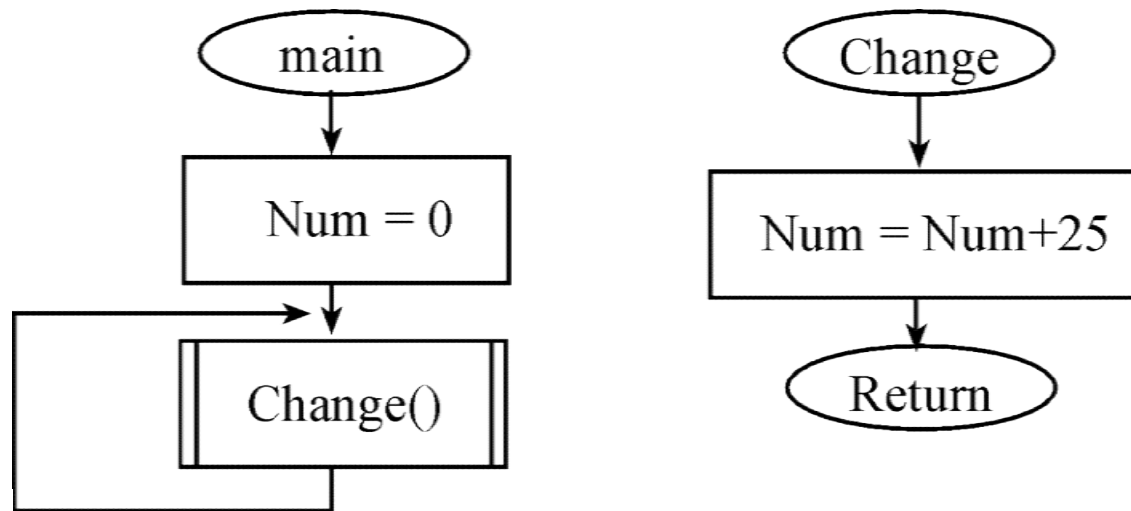 main
Num = 0
Change()
Change
Num = Num+25
Return